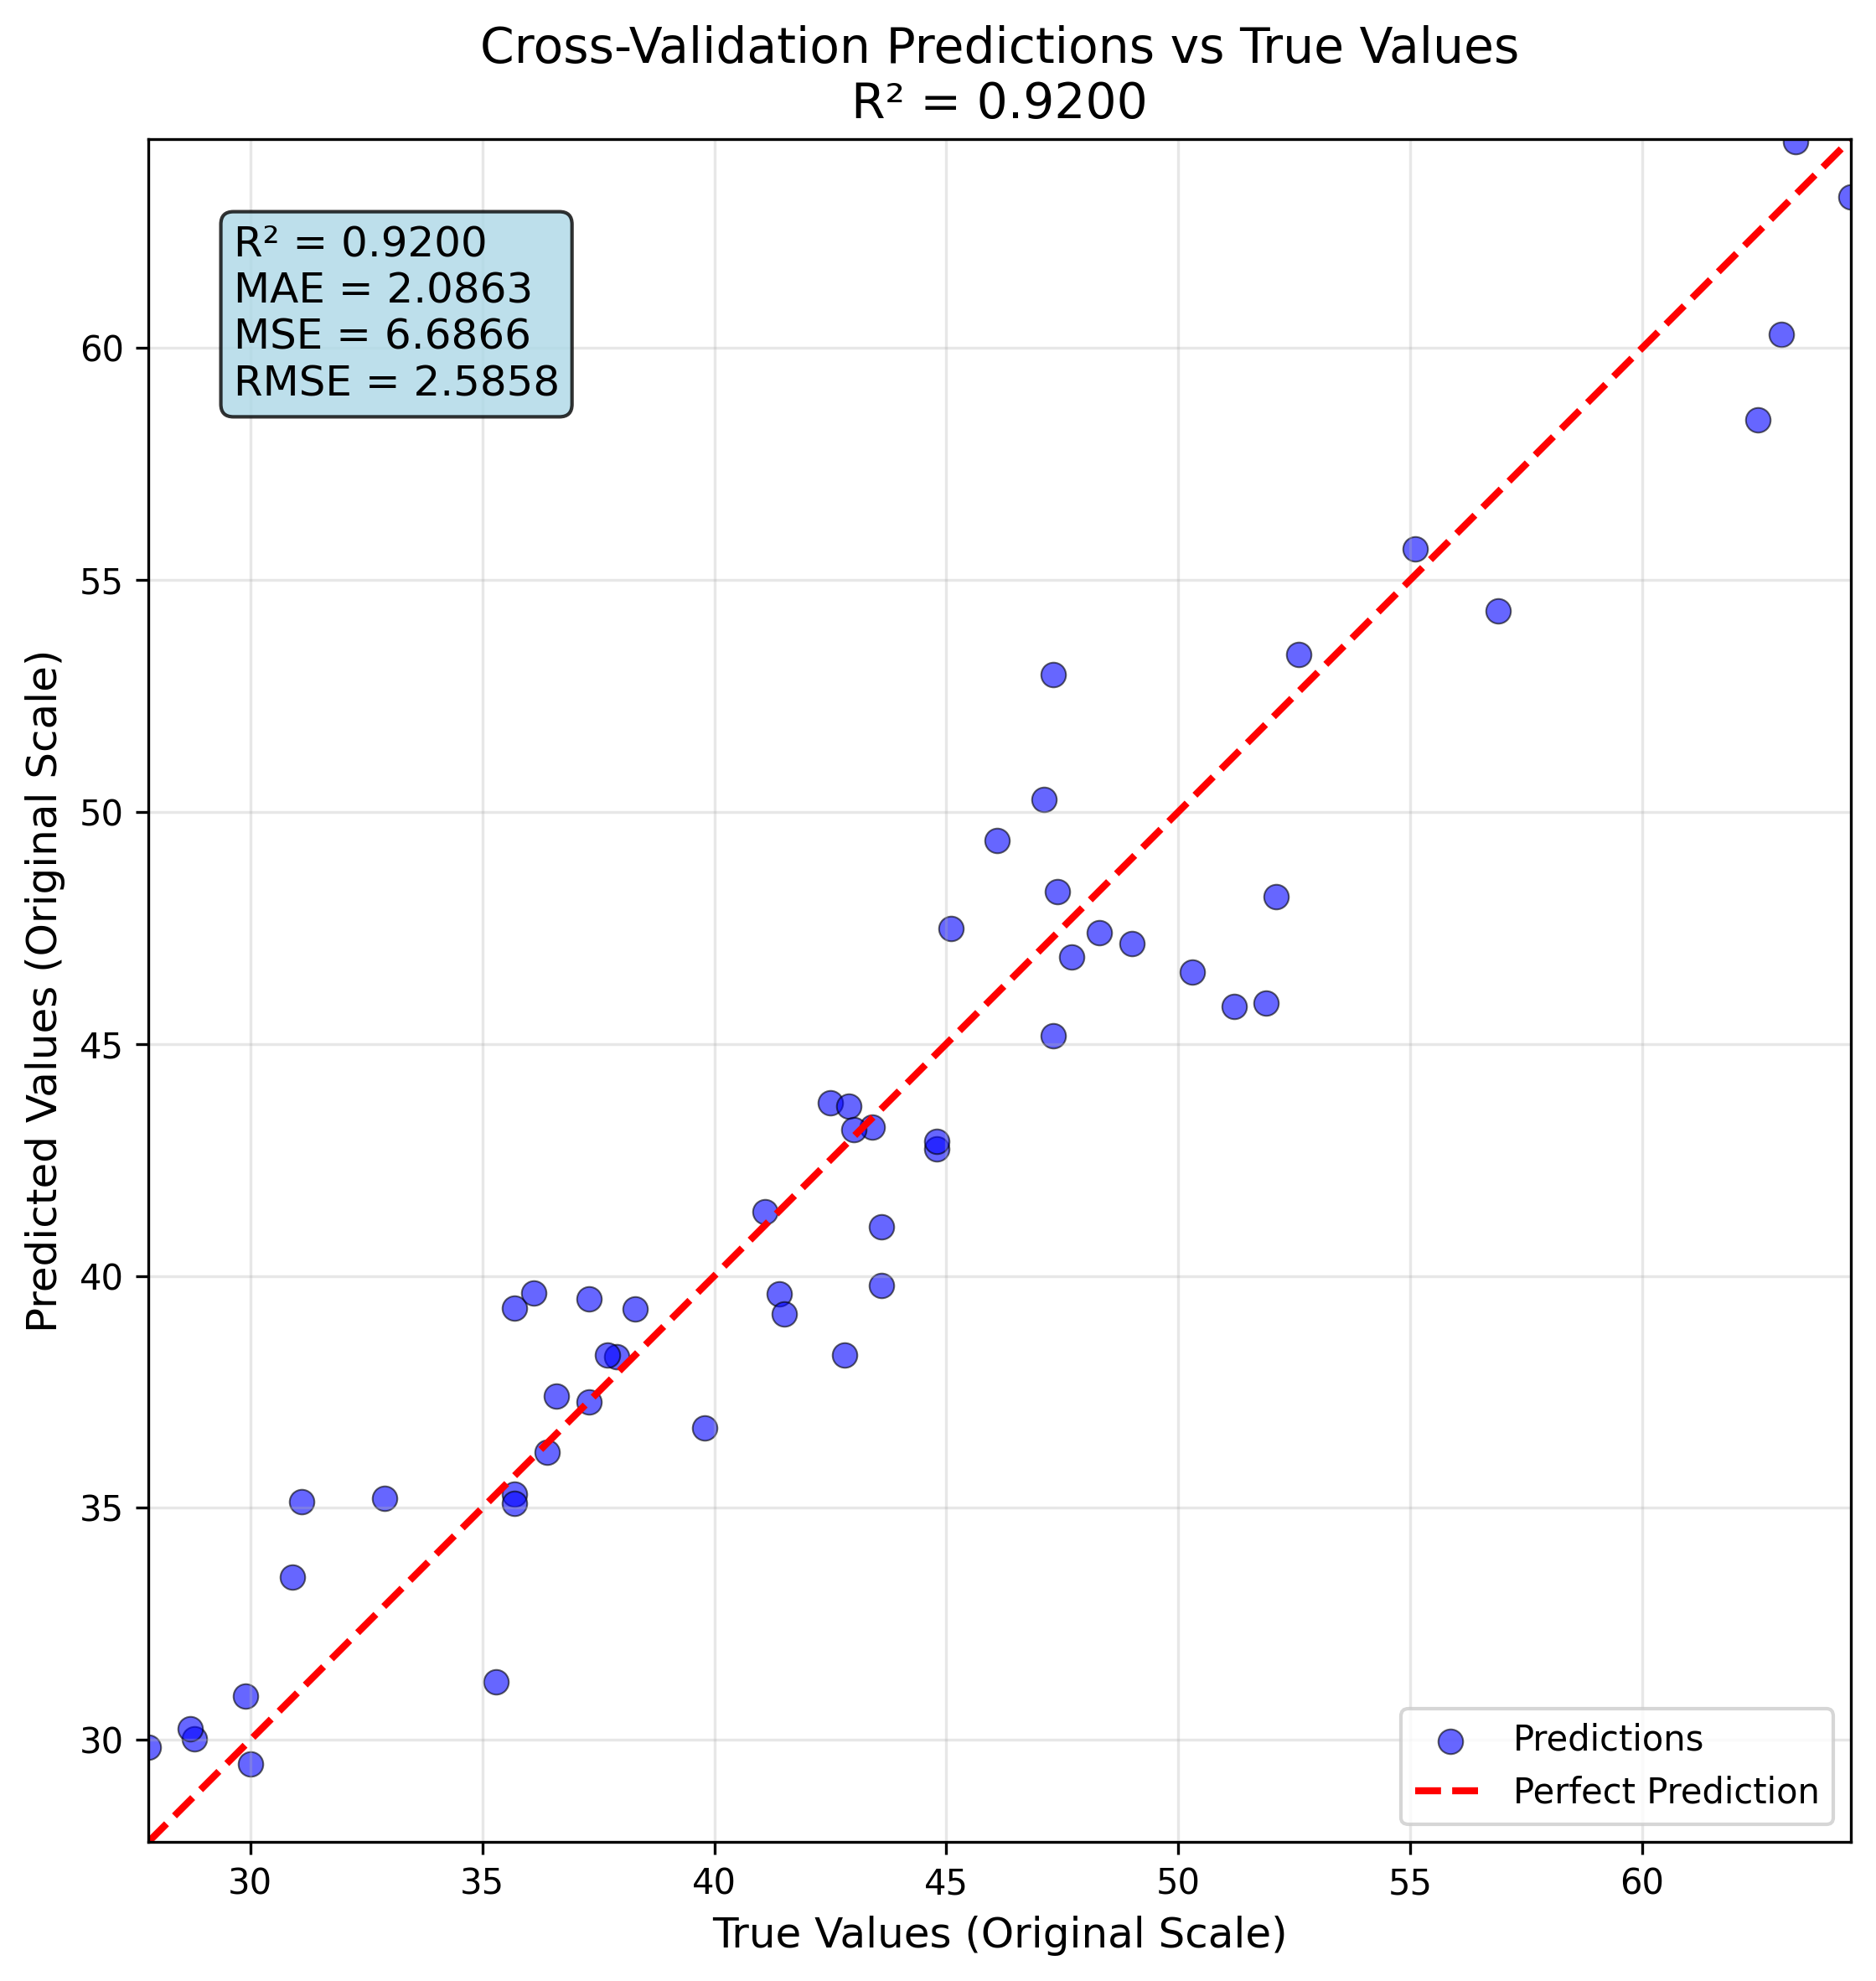 Cross-Validation Predictions vs True Values
R² = 0.9200
R² = 0.9200
MAE = 2.0863
MSE = 6.6866
RMSE = 2.5858
Predicted Values (Original Scale)
60
55
50
45
40
35
30
Predictions
Perfect Prediction
30 35 40 45 50 55 60
True Values (Original Scale)